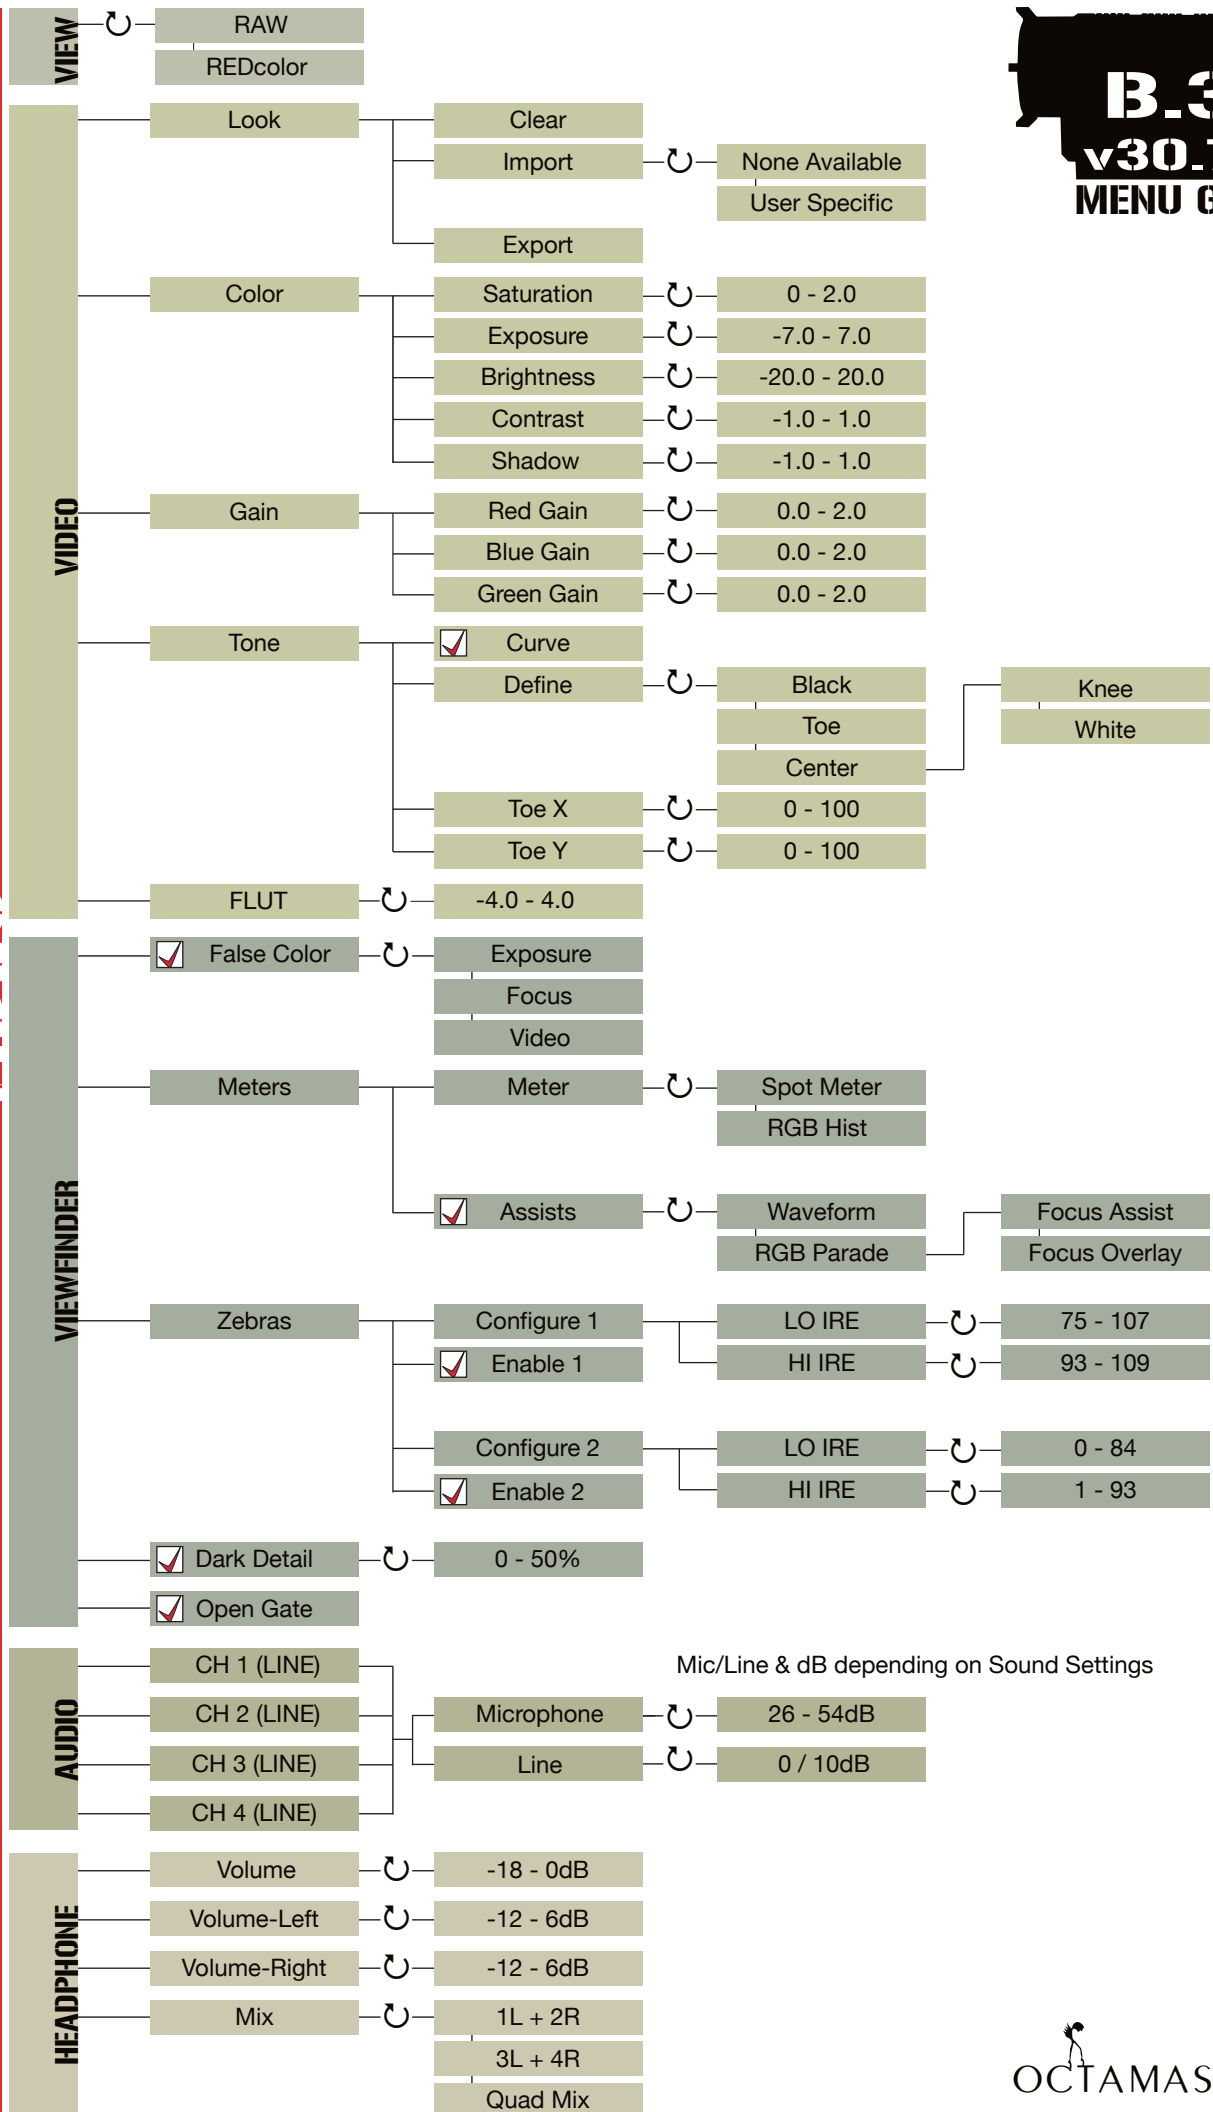 VIEW
RAW
REDcolor
B.3
v30.
MENU
VIDEO
Look
Clear
Import
None Available
User Specific
Export
Color
Saturation
0 - 2.0
Exposure
-7.0 - 7.0
Brightness
-20.0 - 20.0
Contrast
-1.0 - 1.0
Shadow
-1.0 - 1.0
Gain
Red Gain
0.0 - 2.0
Blue Gain
0.0 - 2.0
Green Gain
0.0 - 2.0
Tone
Curve
Define
Black
Toe
Center
Knee
White
Toe X
0 - 100
Toe Y
0 - 100
FLUT
-4.0 - 4.0
VIEWFINDER
False Color
Exposure
Focus
Video
Meters
Meter
Spot Meter
RGB Hist
Assists
Waveform
RGB Parade
Focus Assist
Focus Overlay
Zebras
Configure 1
LO IRE
75 - 107
Enable 1
HI IRE
93 - 109
Configure 2
LO IRE
0 - 84
Enable 2
HI IRE
1 - 93
Dark Detail
0 - 50%
Open Gate
AUDIO
CH 1 (LINE)
Mic/Line & dB depending on Sound Settings
CH 2 (LINE)
Microphone
26 - 54dB
CH 3 (LINE)
Line
0 / 10dB
CH 4 (LINE)
HEADPHONE
Volume
-18 - 0dB
Volume-Left
-12 - 6dB
Volume-Right
-12 - 6dB
Mix
1L + 2R
3L + 4R
Quad Mix
OCTAMAS